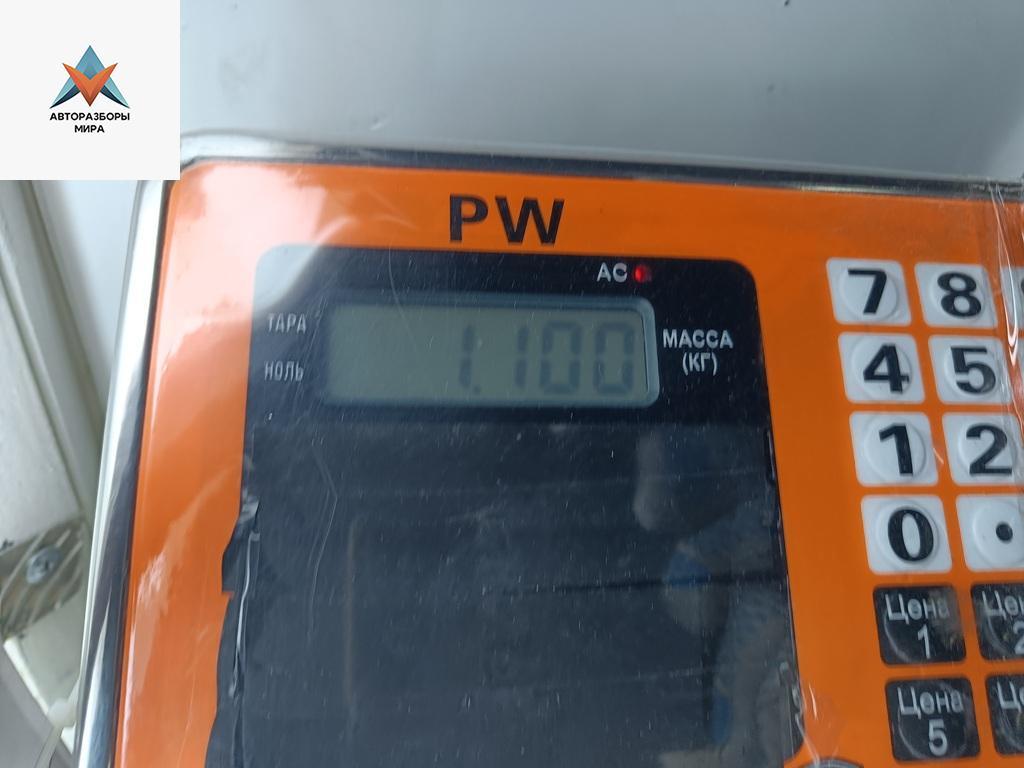 АВТОРАЗБОРЫ
МИРА
PW
AC
ТАРА
НОЛЬ
1.100
МАССА
(КГ)
7 8
4 5
1 2
0 .
Цена
1
2
Цена
5